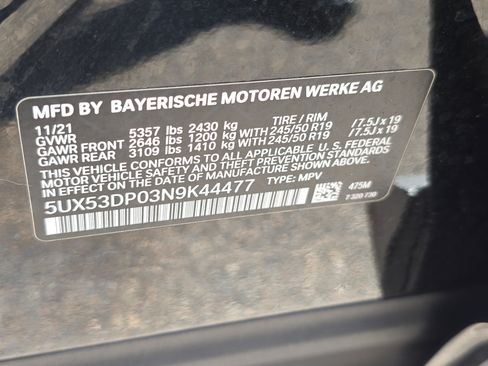 MFD BY BAYERISCHE MOTOREN WERKE AG
11/21 TIRE / RIM
GVWR 5357 lbs 2430 kg
GAWR FRONT 2646 lbs 1200 kg WITH 245/50 R19 /7.5J x 19
GAWR REAR 3109 lbs 1410 kg WITH 245/50 R19 /7.5J x 19
THIS VEHICLE CONFORMS TO ALL APPLICABLE U. S. FEDERAL
MOTOR VEHICLE SAFETY AND THEFT PREVENTION STANDARDS
IN EFFECT ON THE DATE OF MANUFACTURE SHOWN ABOVE.
5UX53DP03N9K44477 TYPE: MPV
475M
7 320 730